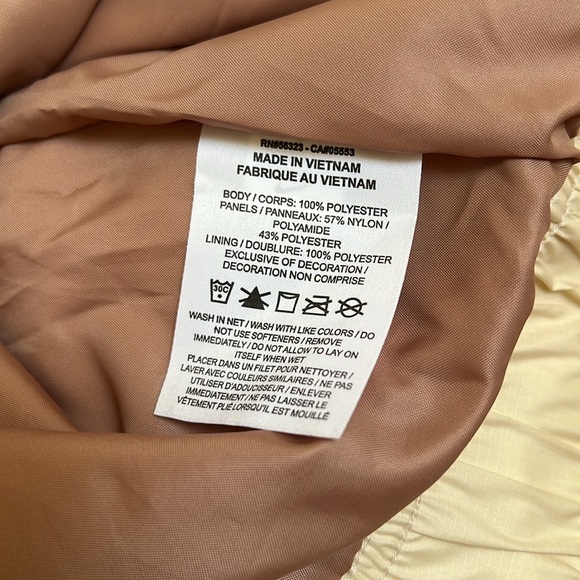 RN#56323 - CA#05553
MADE IN VIETNAM
FABRIQUE AU VIETNAM
BODY / CORPS: 100% POLYESTER
PANELS / PANNEAUX: 57% NYLON /
POLYAMIDE
43% POLYESTER
LINING / DOUBLURE: 100% POLYESTER
EXCLUSIVE OF DECORATION /
DECORATION NON COMPRISE
30C
WASH IN NET / WASH WITH LIKE COLORS / DO
NOT USE SOFTENERS / REMOVE
IMMEDIATELY / DO NOT ALLOW TO LAY ON
ITSELF WHEN WET
PLACER DANS UN FILET POUR NETTOYER /
LAVER AVEC COULEURS SIMILAIRES / NE PAS
UTILISER D'ADOUCISSEUR / ENLEVER
IMMÉDIATEMENT / NE PAS LAISSER LE
VÊTEMENT PLIÉ LORSQU'IL EST MOUILLÉ